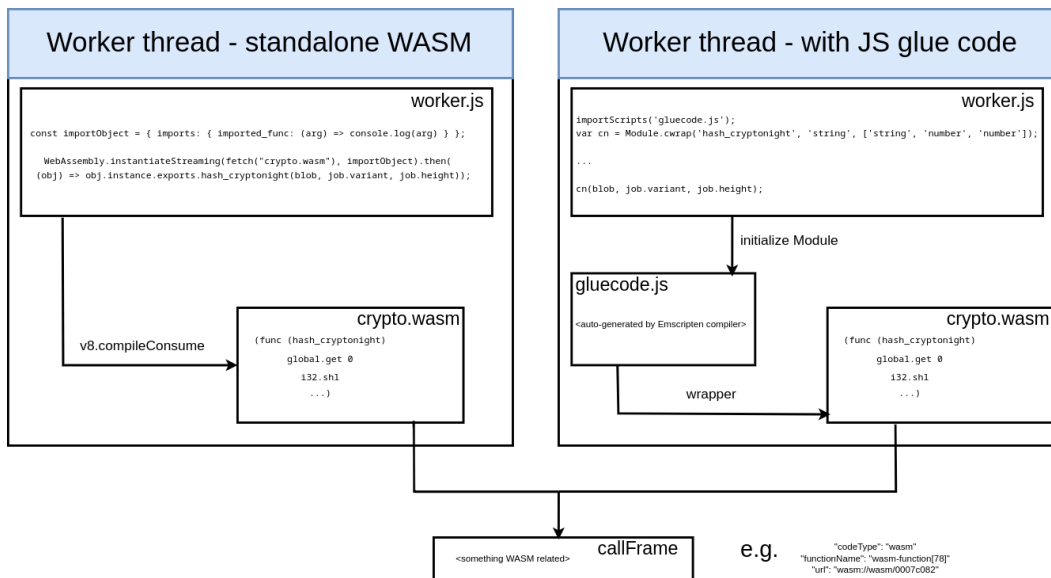 Worker thread - standalone WASM
worker.js
const importObject = { imports: { imported_func: (arg) => console.log(arg) } };
WebAssembly.instantiateStreaming(fetch("crypto.wasm"), importObject).then(
(obj) => obj.instance.exports.hash_cryptonight(blob, job.variant, job.height));
v8.compileConsume
crypto.wasm
(func (hash_cryptonight)
global.get 0
i32.shl
...)
Worker thread - with JS glue code
worker.js
importScripts('gluecode.js');
var cn = Module.cwrap('hash_cryptonight', 'string', ['string', 'number', 'number']);
...
cn(blob, job.variant, job.height);
initialize Module
gluecode.js
<auto-generated by Emscripten compiler>
wrapper
crypto.wasm
(func (hash_cryptonight)
global.get 0
i32.shl
...)
callFrame
<something WASM related>
e.g.
"codeType": "wasm"
"functionName": "wasm-function[78]"
"url": "wasm://wasm/0007c082"